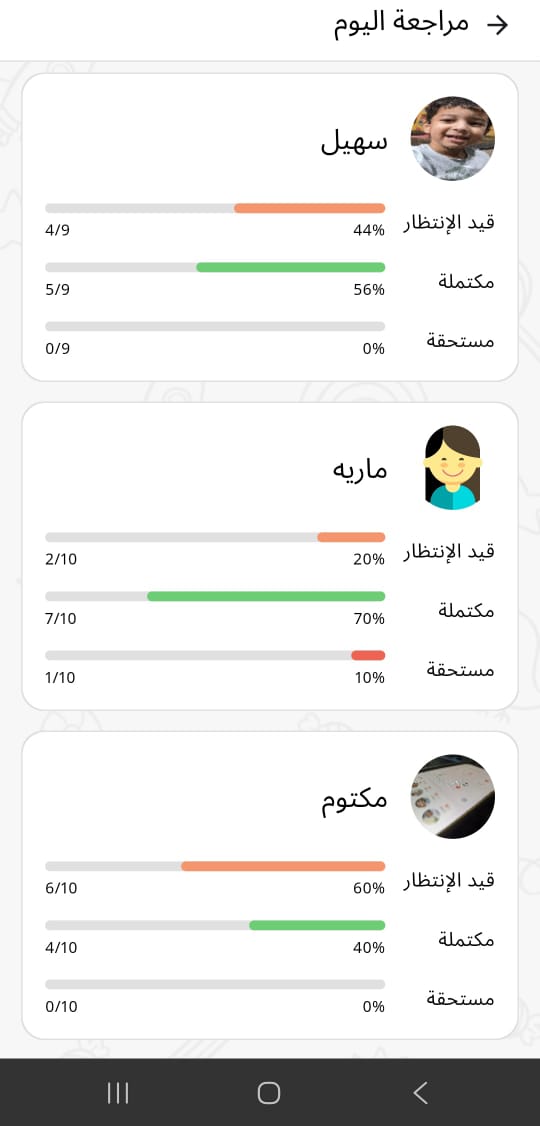 مراجعة اليوم
سهيل
قيد الإنتظار
44% 4/9
مكتملة
56% 5/9
مستحقة
0% 0/9
ماريه
قيد الإنتظار
20% 2/10
مكتملة
70% 7/10
مستحقة
10% 1/10
مكتوم
قيد الإنتظار
60% 6/10
مكتملة
40% 4/10
مستحقة
0% 0/10